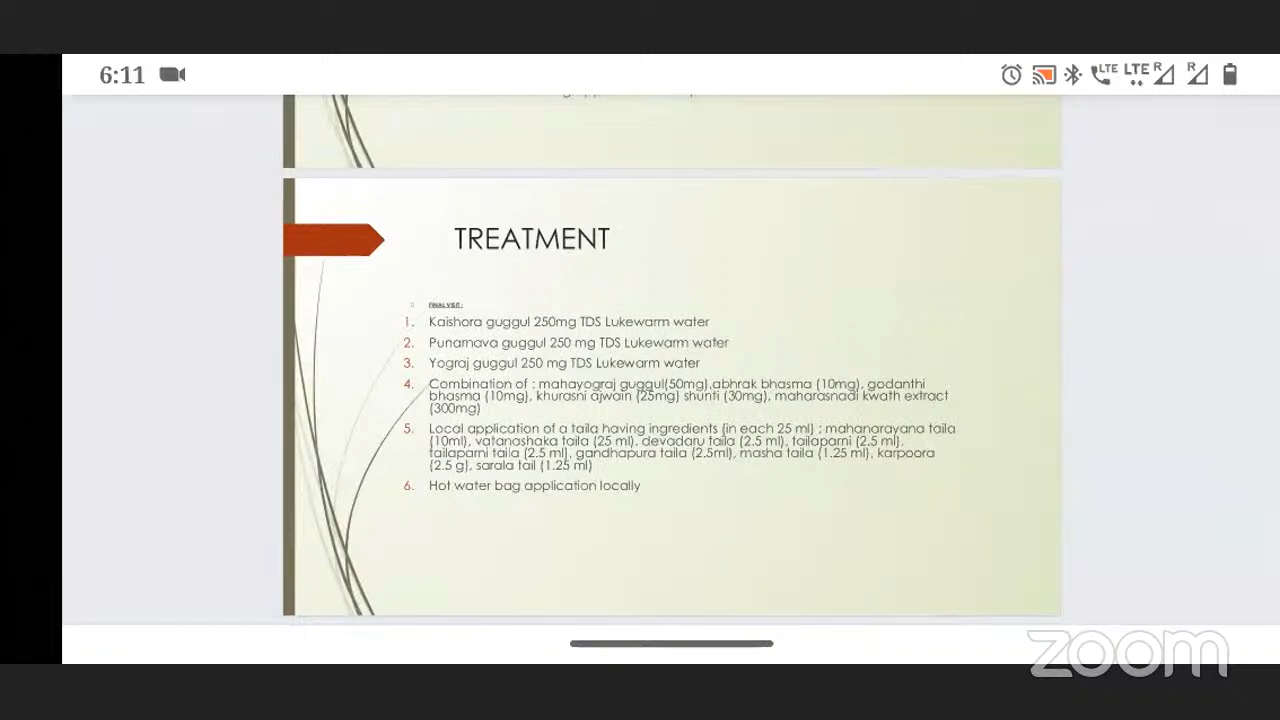 6:11
LTE LTE R R
TREATMENT
FINAL VISIT :
1. Kaishora guggul 250mg TDS Lukewarm water
2. Punarnava guggul 250 mg TDS Lukewarm water
3. Yograj guggul 250 mg TDS Lukewarm water
4. Combination of : mahayograj guggul(50mg),abhrak bhasma (10mg), godanthi
bhasma (10mg), khurasni ajwain (25mg) shunti (30mg), maharasnadi kwath extract
(300mg)
5. Local application of a taila having ingredients (in each 25 ml) : mahanarayana taila
(10ml), vatanashaka taila (25 ml), devadaru taila (2.5 ml), tailaparni (2.5 ml),
tailaparni taila (2.5 ml), gandhapura taila (2.5ml), masha taila (1.25 ml), karpoora
(2.5 g), sarala tail (1.25 ml)
6. Hot water bag application locally
zoom